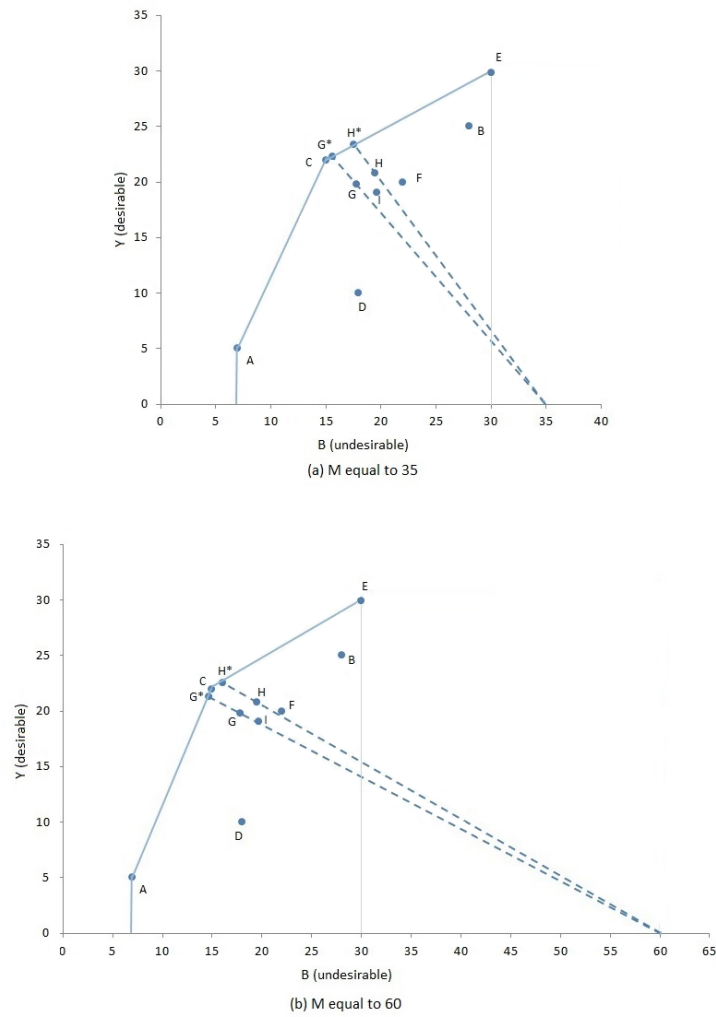 35
E
30
H*
B
25
G*
C
H
F
20
G
I
Y (desirable)
15
10
D
5
A
0
0 5 10 15 20 25 30 35 40
B (undesirable)
(a) M equal to 35
35
E
30
B
25
H*
C
G*
H
F
20
G
I
Y (desirable)
15
10
D
5
A
0
0 5 10 15 20 25 30 35 40 45 50 55 60 65
B (undesirable)
(b) M equal to 60